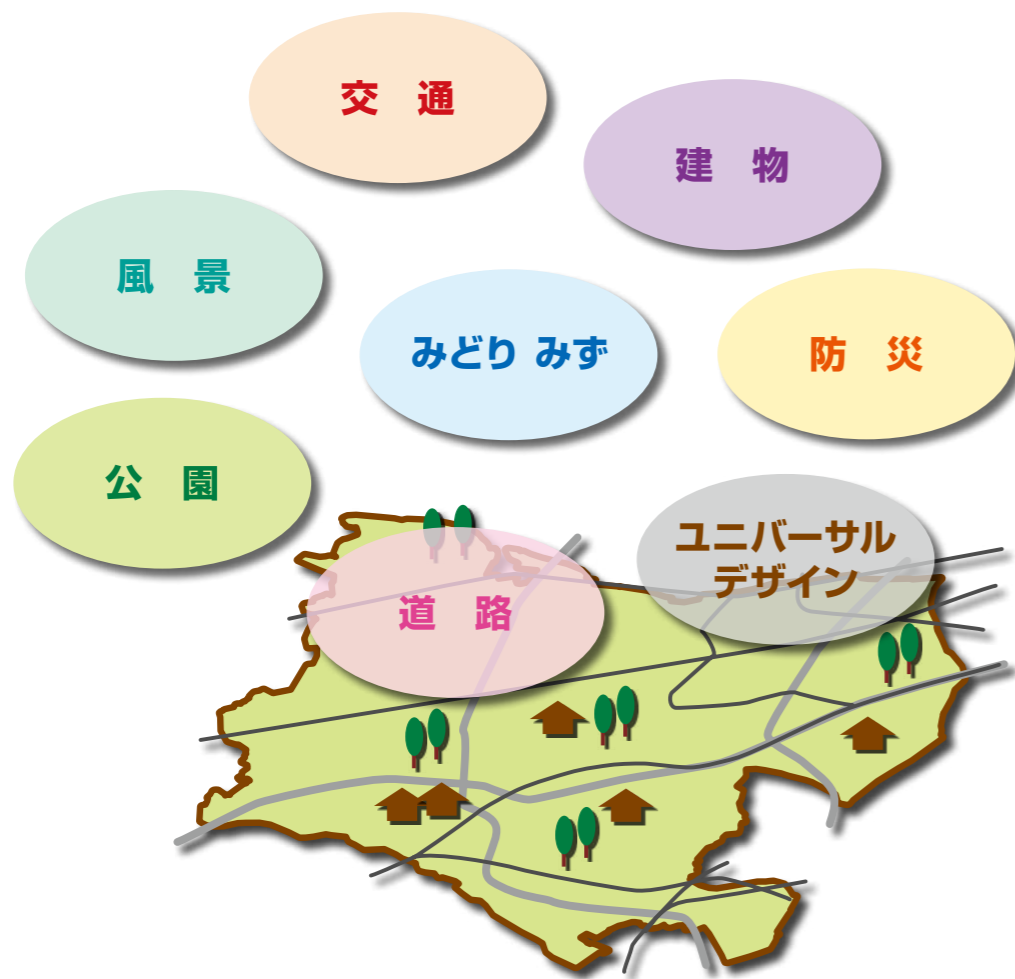 交　通
建　物
風　景
みどり みず
防　災
公　園
ユニバーサル
デザイン
道　路